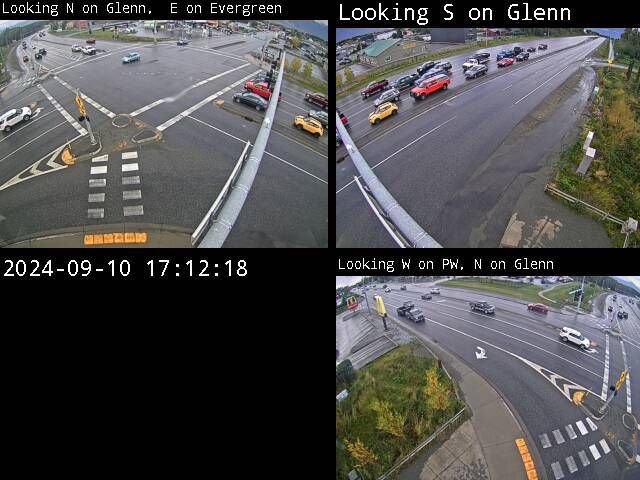 Looking N on Glenn,  E on Evergreen
Looking S on Glenn
2024-09-10 17:12:18
Looking W on PW, N on Glenn